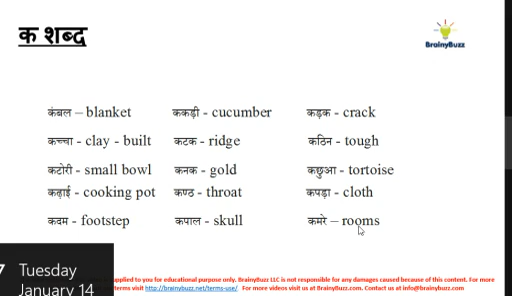 क शब्द
BrainyBuzz
कंबल – blanket ककड़ी - cucumber कड़क - crack
कच्चा - clay - built कटक - ridge कठिन - tough
कटोरी - small bowl कनक - gold कछुआ - tortoise
कढ़ाई - cooking pot कण्ठ - throat कपड़ा - cloth
कदम - footstep कपाल - skull कमरे – rooms
7 Tuesday
January 14
pplied to you for educational purpose only. BrainyBuzz LLC is not responsible for any damages caused because of this content. For more
terms visit http://brainybuzz.net/terms-use/ For more videos visit us at BrainyBuzz.com. Contact us at info@brainybuzz.com